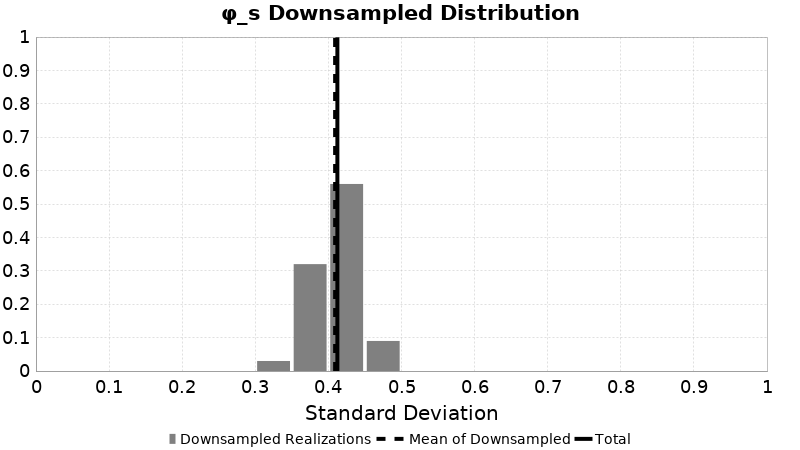 φ_s Downsampled Distribution
1
0.9
0.8
0.7
0.6
0.5
0.4
0.3
0.2
0.1
0
0 0.1 0.2 0.3 0.4 0.5 0.6 0.7 0.8 0.9 1
Standard Deviation
Downsampled Realizations Mean of Downsampled Total